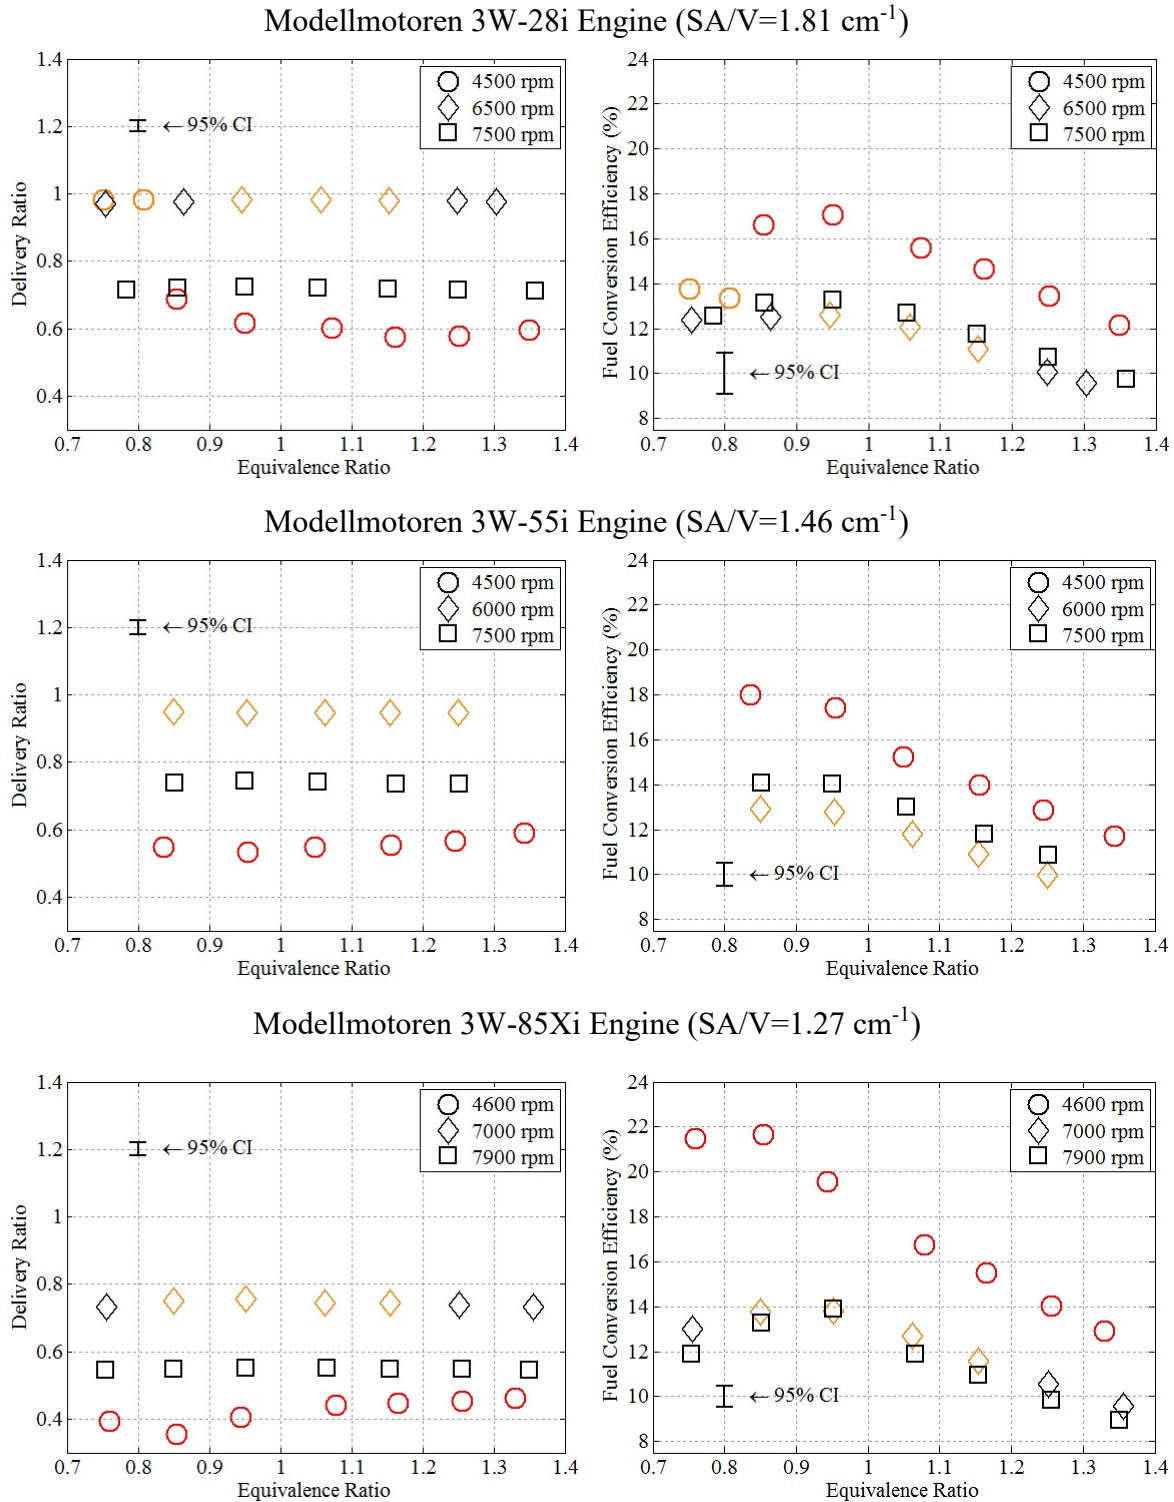 Modellmotoren 3W-28i Engine (SA/V=1.81 cm⁻¹)
1.4
1.2
1
0.8
0.6
0.4
0.7 0.8 0.9 1 1.1 1.2 1.3 1.4
Delivery Ratio
Equivalence Ratio
4500 rpm
6500 rpm
7500 rpm
← 95% CI
24
22
20
18
16
14
12
10
8
0.7 0.8 0.9 1 1.1 1.2 1.3 1.4
Fuel Conversion Efficiency (%)
Equivalence Ratio
4500 rpm
6500 rpm
7500 rpm
← 95% CI
Modellmotoren 3W-55i Engine (SA/V=1.46 cm⁻¹)
1.4
1.2
1
0.8
0.6
0.4
0.7 0.8 0.9 1 1.1 1.2 1.3 1.4
Delivery Ratio
Equivalence Ratio
4500 rpm
6000 rpm
7500 rpm
← 95% CI
24
22
20
18
16
14
12
10
8
0.7 0.8 0.9 1 1.1 1.2 1.3 1.4
Fuel Conversion Efficiency (%)
Equivalence Ratio
4500 rpm
6000 rpm
7500 rpm
← 95% CI
Modellmotoren 3W-85Xi Engine (SA/V=1.27 cm⁻¹)
1.4
1.2
1
0.8
0.6
0.4
0.7 0.8 0.9 1 1.1 1.2 1.3 1.4
Delivery Ratio
Equivalence Ratio
4600 rpm
7000 rpm
7900 rpm
← 95% CI
24
22
20
18
16
14
12
10
8
0.7 0.8 0.9 1 1.1 1.2 1.3 1.4
Fuel Conversion Efficiency (%)
Equivalence Ratio
4600 rpm
7000 rpm
7900 rpm
← 95% CI